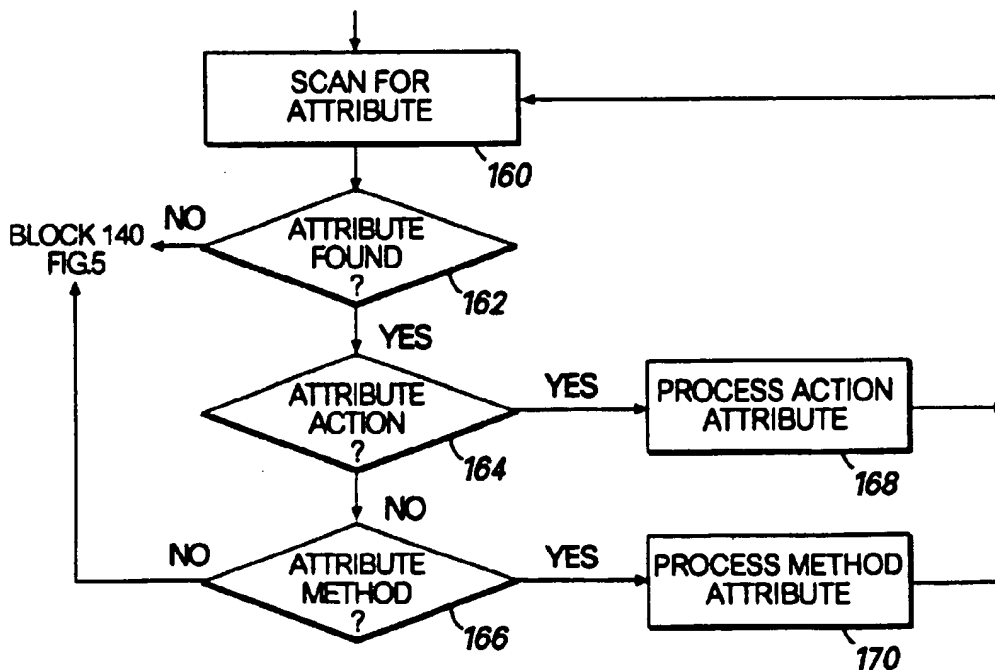 SCAN FOR
ATTRIBUTE
160
NO
BLOCK 140
FIG.5
ATTRIBUTE
FOUND
?
162
YES
ATTRIBUTE
ACTION
?
164
YES
PROCESS ACTION
ATTRIBUTE
168
NO
NO
ATTRIBUTE
METHOD
?
166
YES
PROCESS METHOD
ATTRIBUTE
170